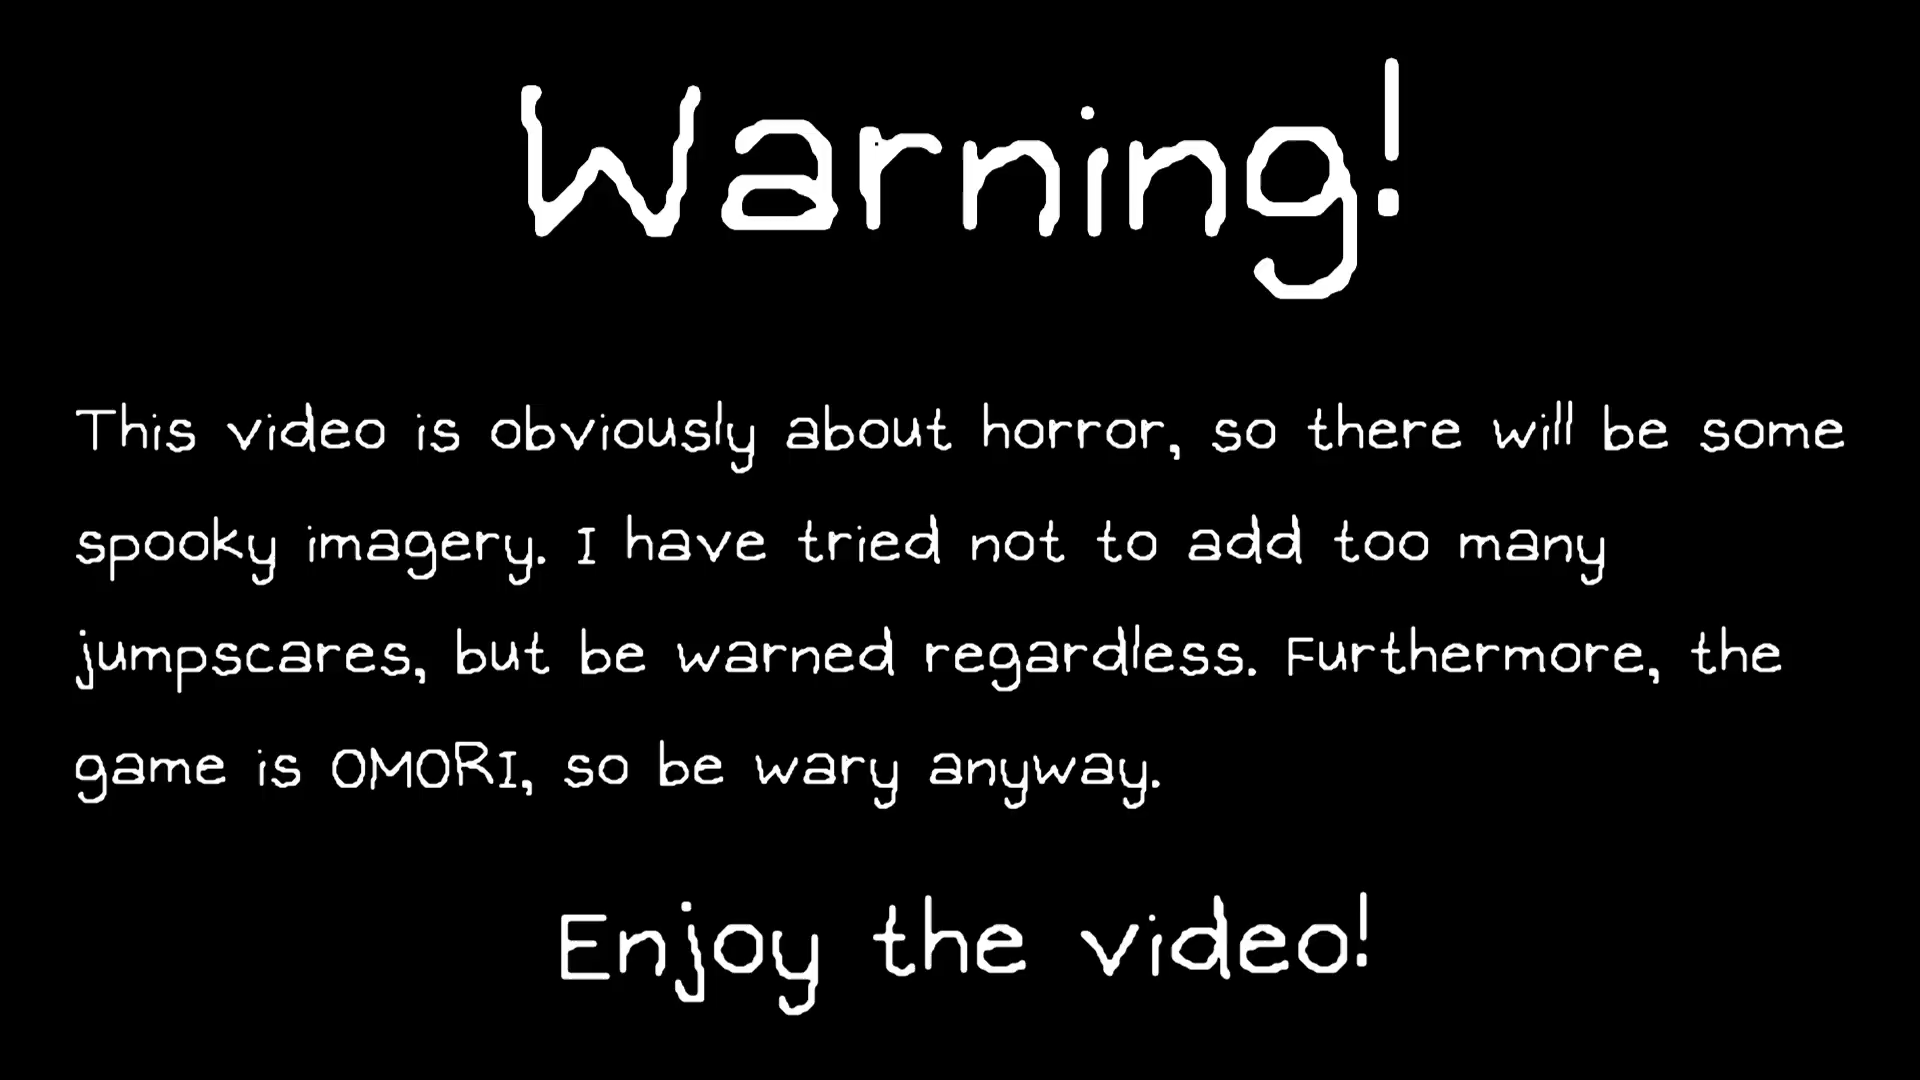 Warning!
This video is obviously about horror, so there will be some
spooky imagery. I have tried not to add too many
jumpscares, but be warned regardless. Furthermore, the
game is OMORI, so be wary anyway.
Enjoy the video!